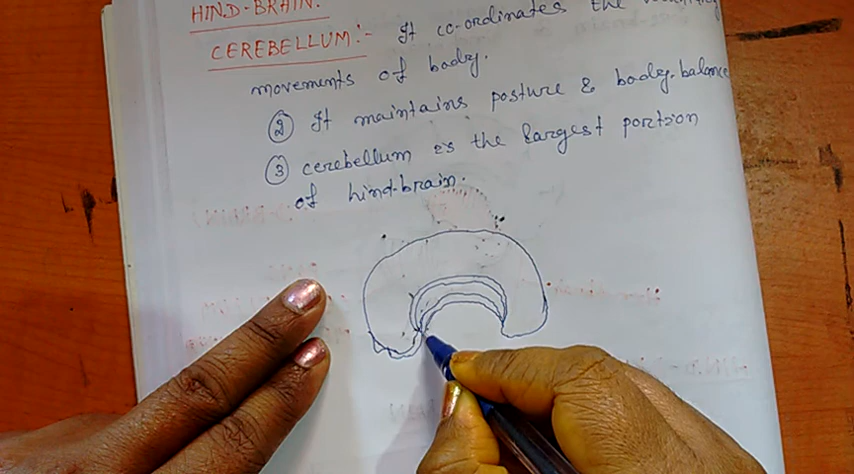 HIND-BRAIN:
CEREBELLUM:- It co-ordinates the
movements of body.
② It maintains posture & body balance
③ cerebellum is the largest portion
of hind-brain.